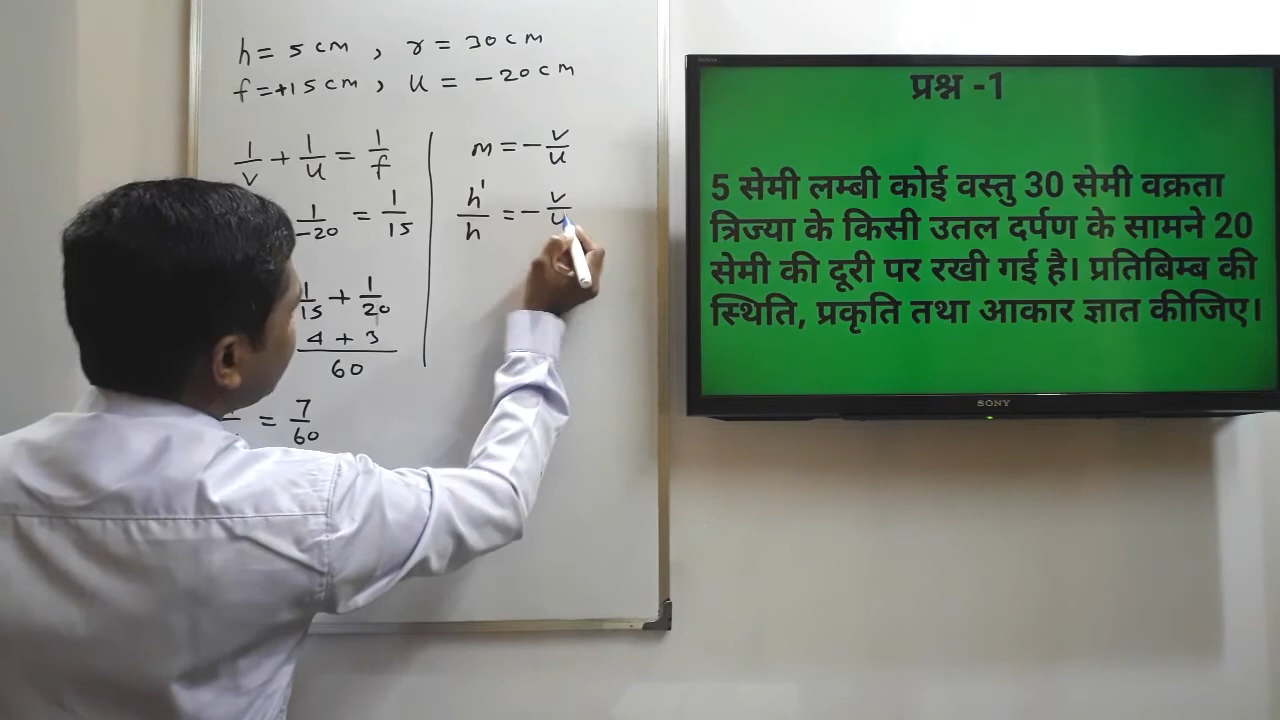 h = 5 cm , r = 30 cm
f = +15 cm , u = -20 cm
1/v + 1/u = 1/f
1/-20 = 1/15
1/15 + 1/20
4 + 3
60
= 7/60
m = - v/u
h'/h = - v/u
प्रश्न -1
5 सेमी लम्बी कोई वस्तु 30 सेमी वक्रता
त्रिज्या के किसी उतल दर्पण के सामने 20
सेमी की दूरी पर रखी गई है। प्रतिबिम्ब की
स्थिति, प्रकृति तथा आकार ज्ञात कीजिए।
SONY